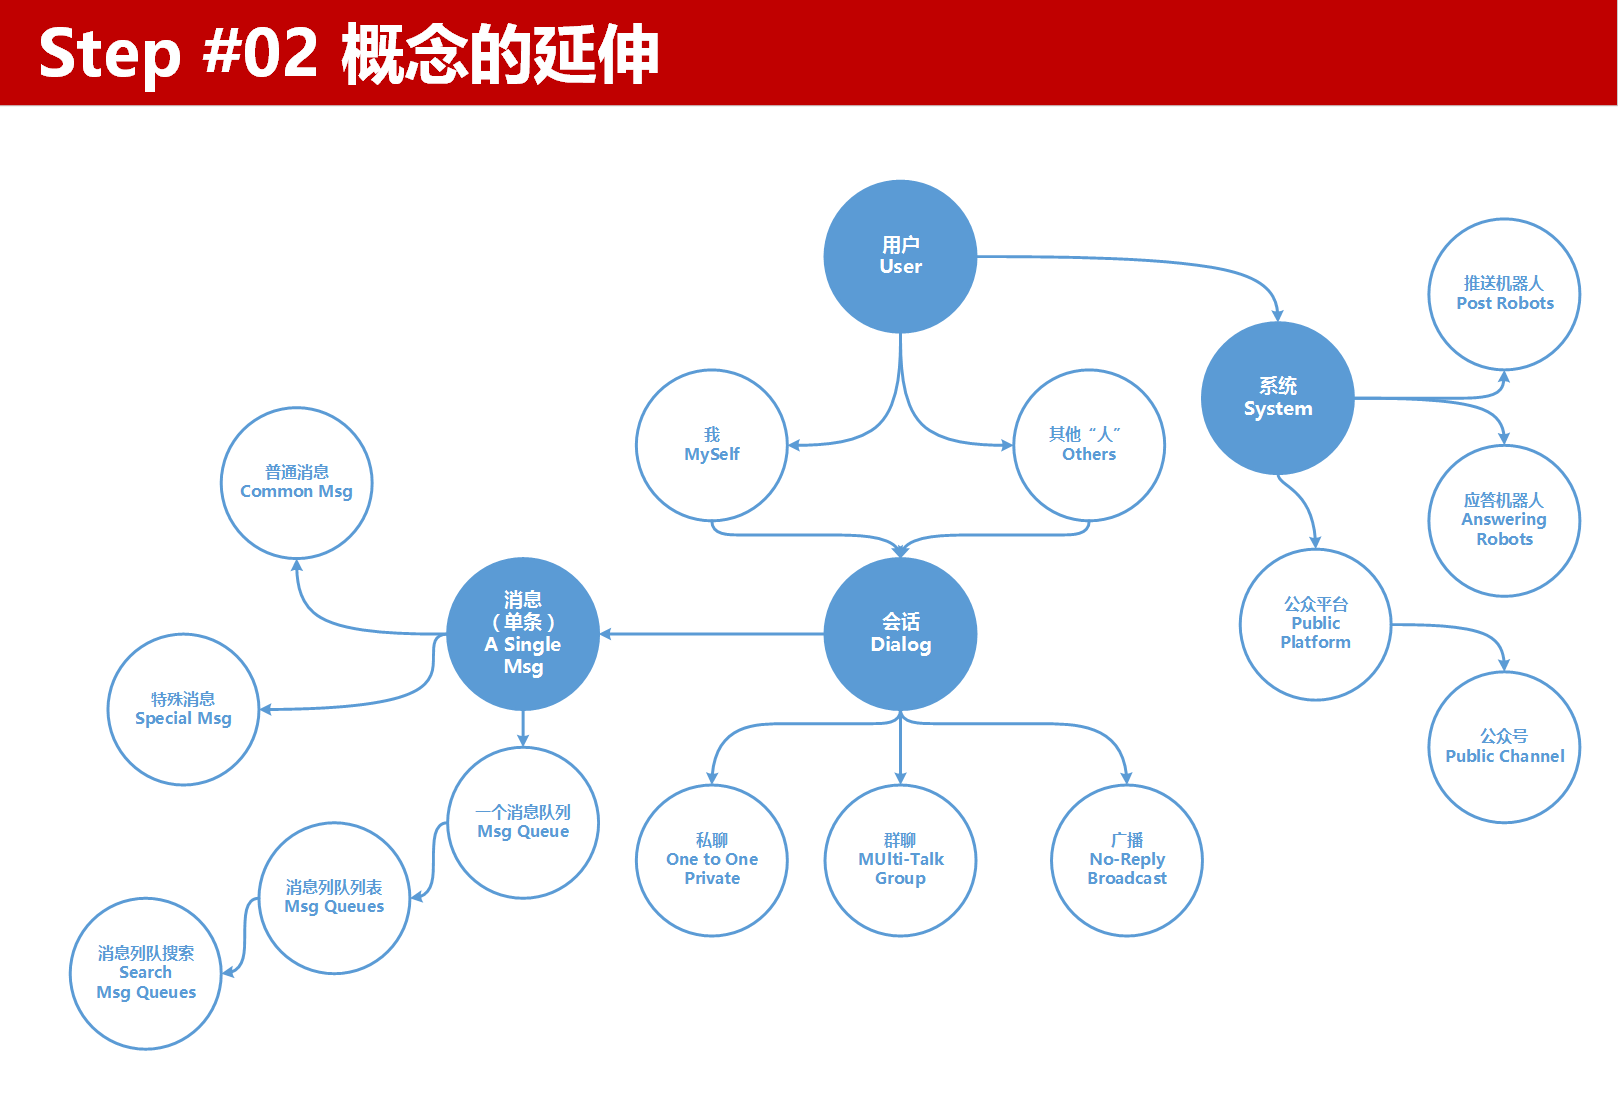 Step #02 概念的延伸
用户
User
推送机器人
Post Robots
系统
System
我
MySelf
其他“人”
Others
普通消息
Common Msg
应答机器人
Answering
Robots
消息
（单条）
A Single
Msg
会话
Dialog
公众平台
Public
Platform
特殊消息
Special Msg
公众号
Public Channel
一个消息队列
Msg Queue
私聊
One to One
Private
群聊
MUlti-Talk
Group
广播
No-Reply
Broadcast
消息列队列表
Msg Queues
消息列队搜索
Search
Msg Queues